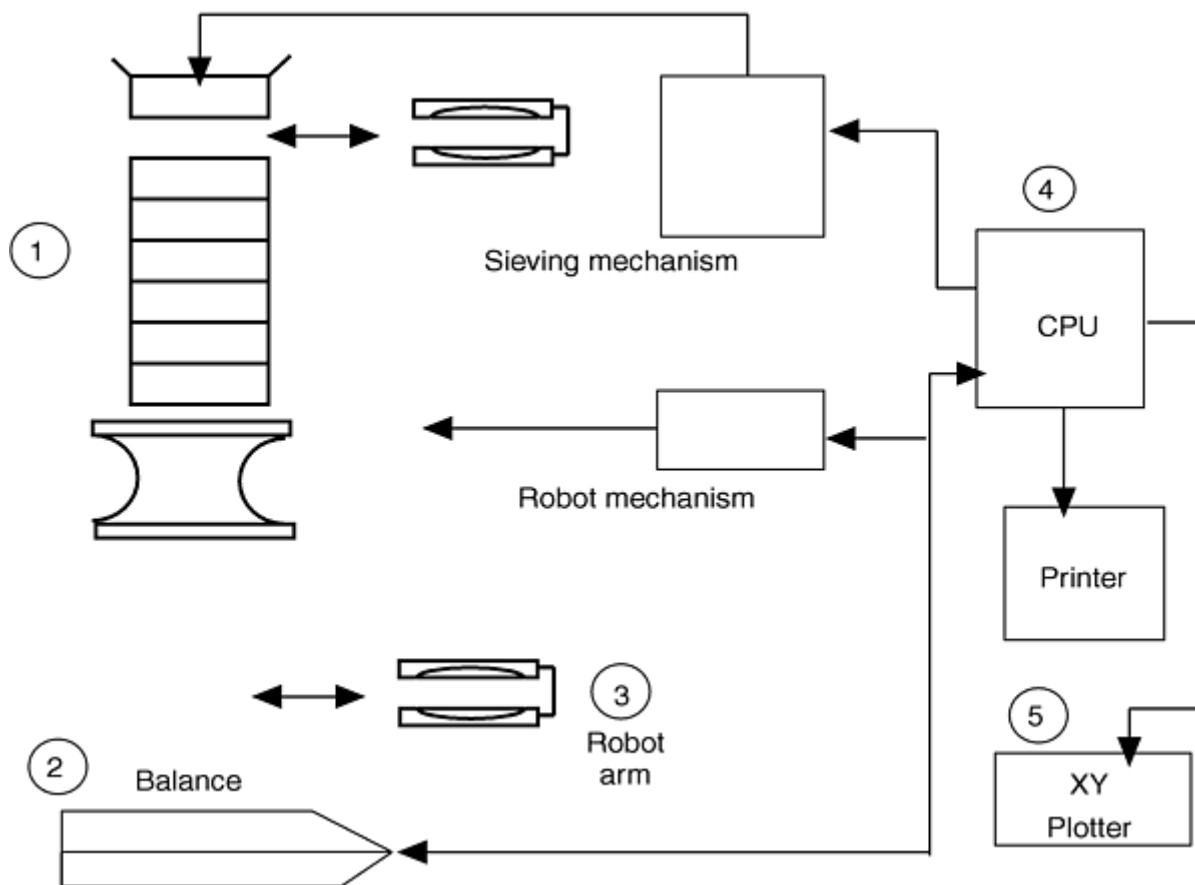 4
1
Sieving mechanism
CPU
Robot mechanism
Printer
3
Robot
arm
5
2
Balance
XY
Plotter